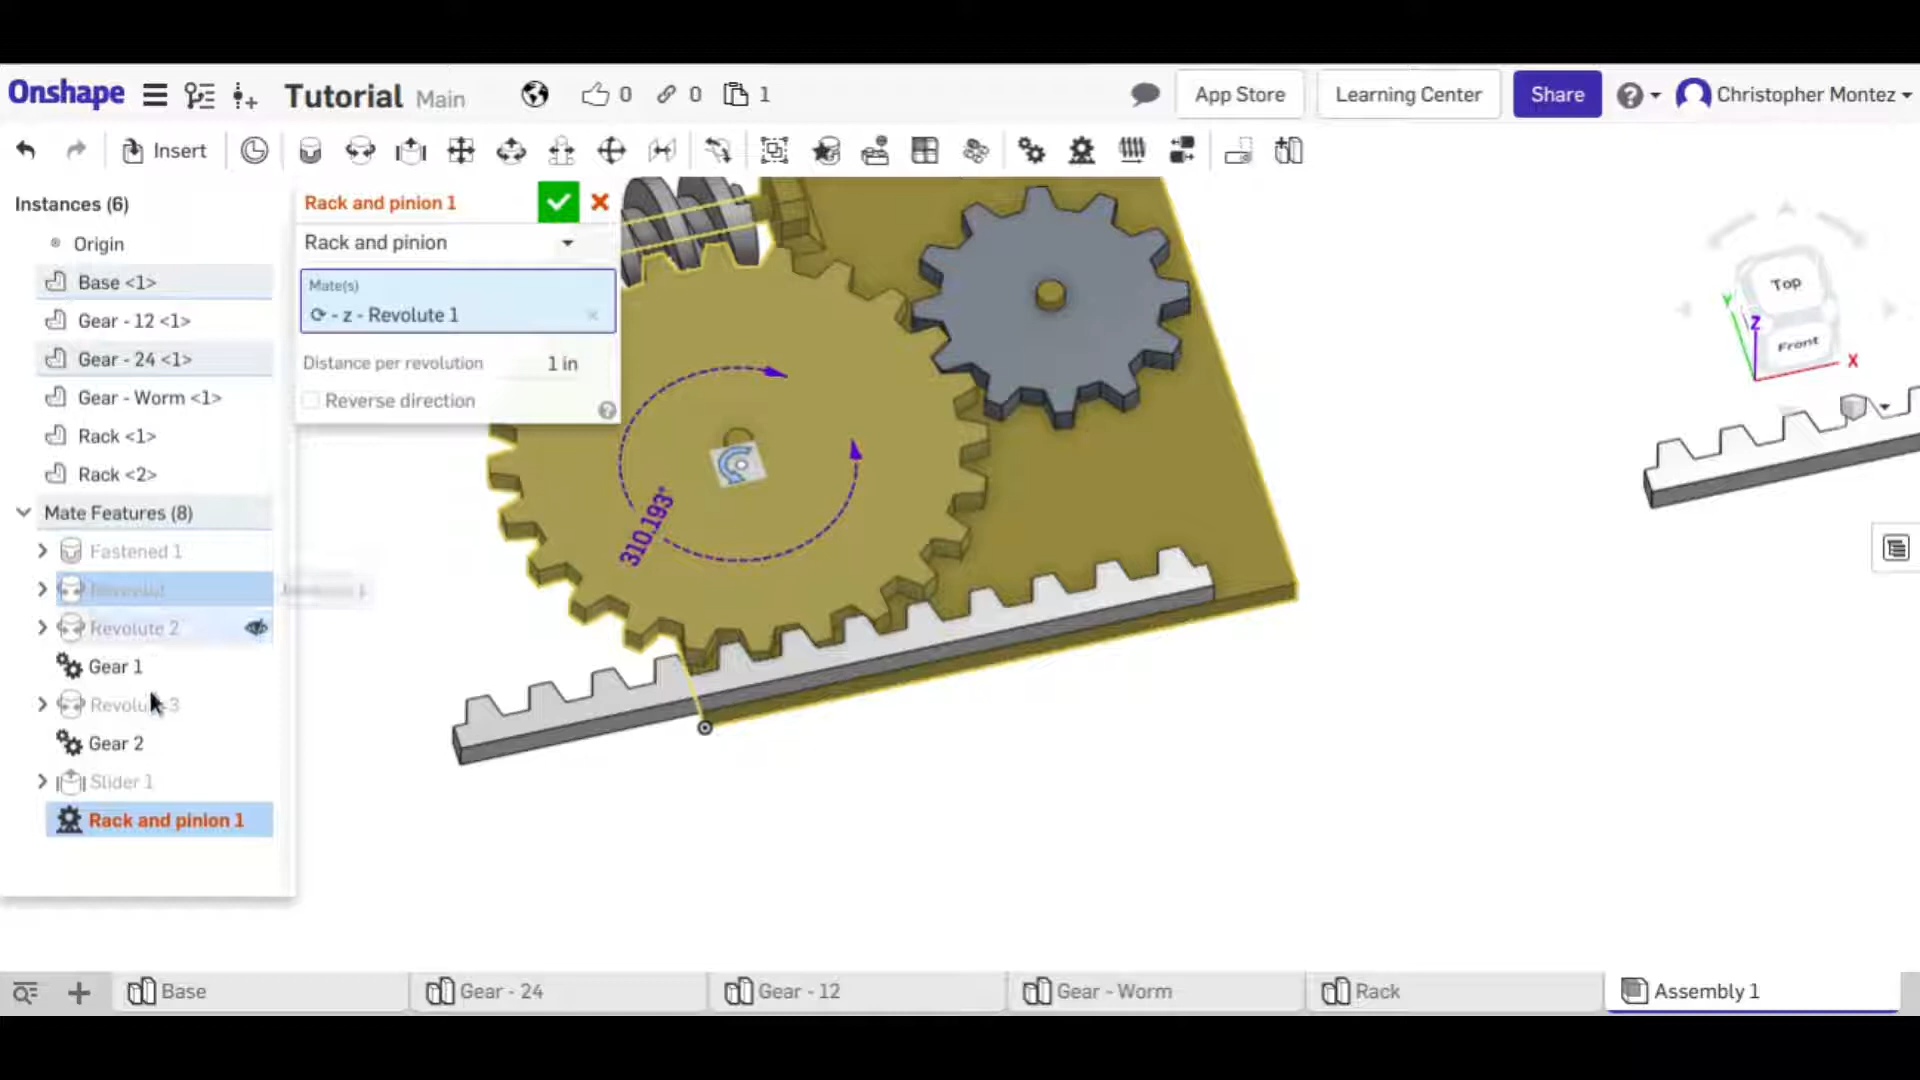 Onshape Tutorial Main 0 0 1 App Store Learning Center Share ? Christopher Montez
Insert
Instances (6)
Origin
Base <1>
Gear - 12 <1>
Gear - 24 <1>
Gear - Worm <1>
Rack <1>
Rack <2>
Mate Features (8)
Fastened 1
Revolute 2
Gear 1
Gear 2
Slider 1
Rack and pinion 1
Rack and pinion 1
Rack and pinion
Mate(s)
- z - Revolute 1
Distance per revolution 1 in
Reverse direction
310.193°
Top
Front
Y
Z
X
Base
Gear - 24
Gear - 12
Gear - Worm
Rack
Assembly 1